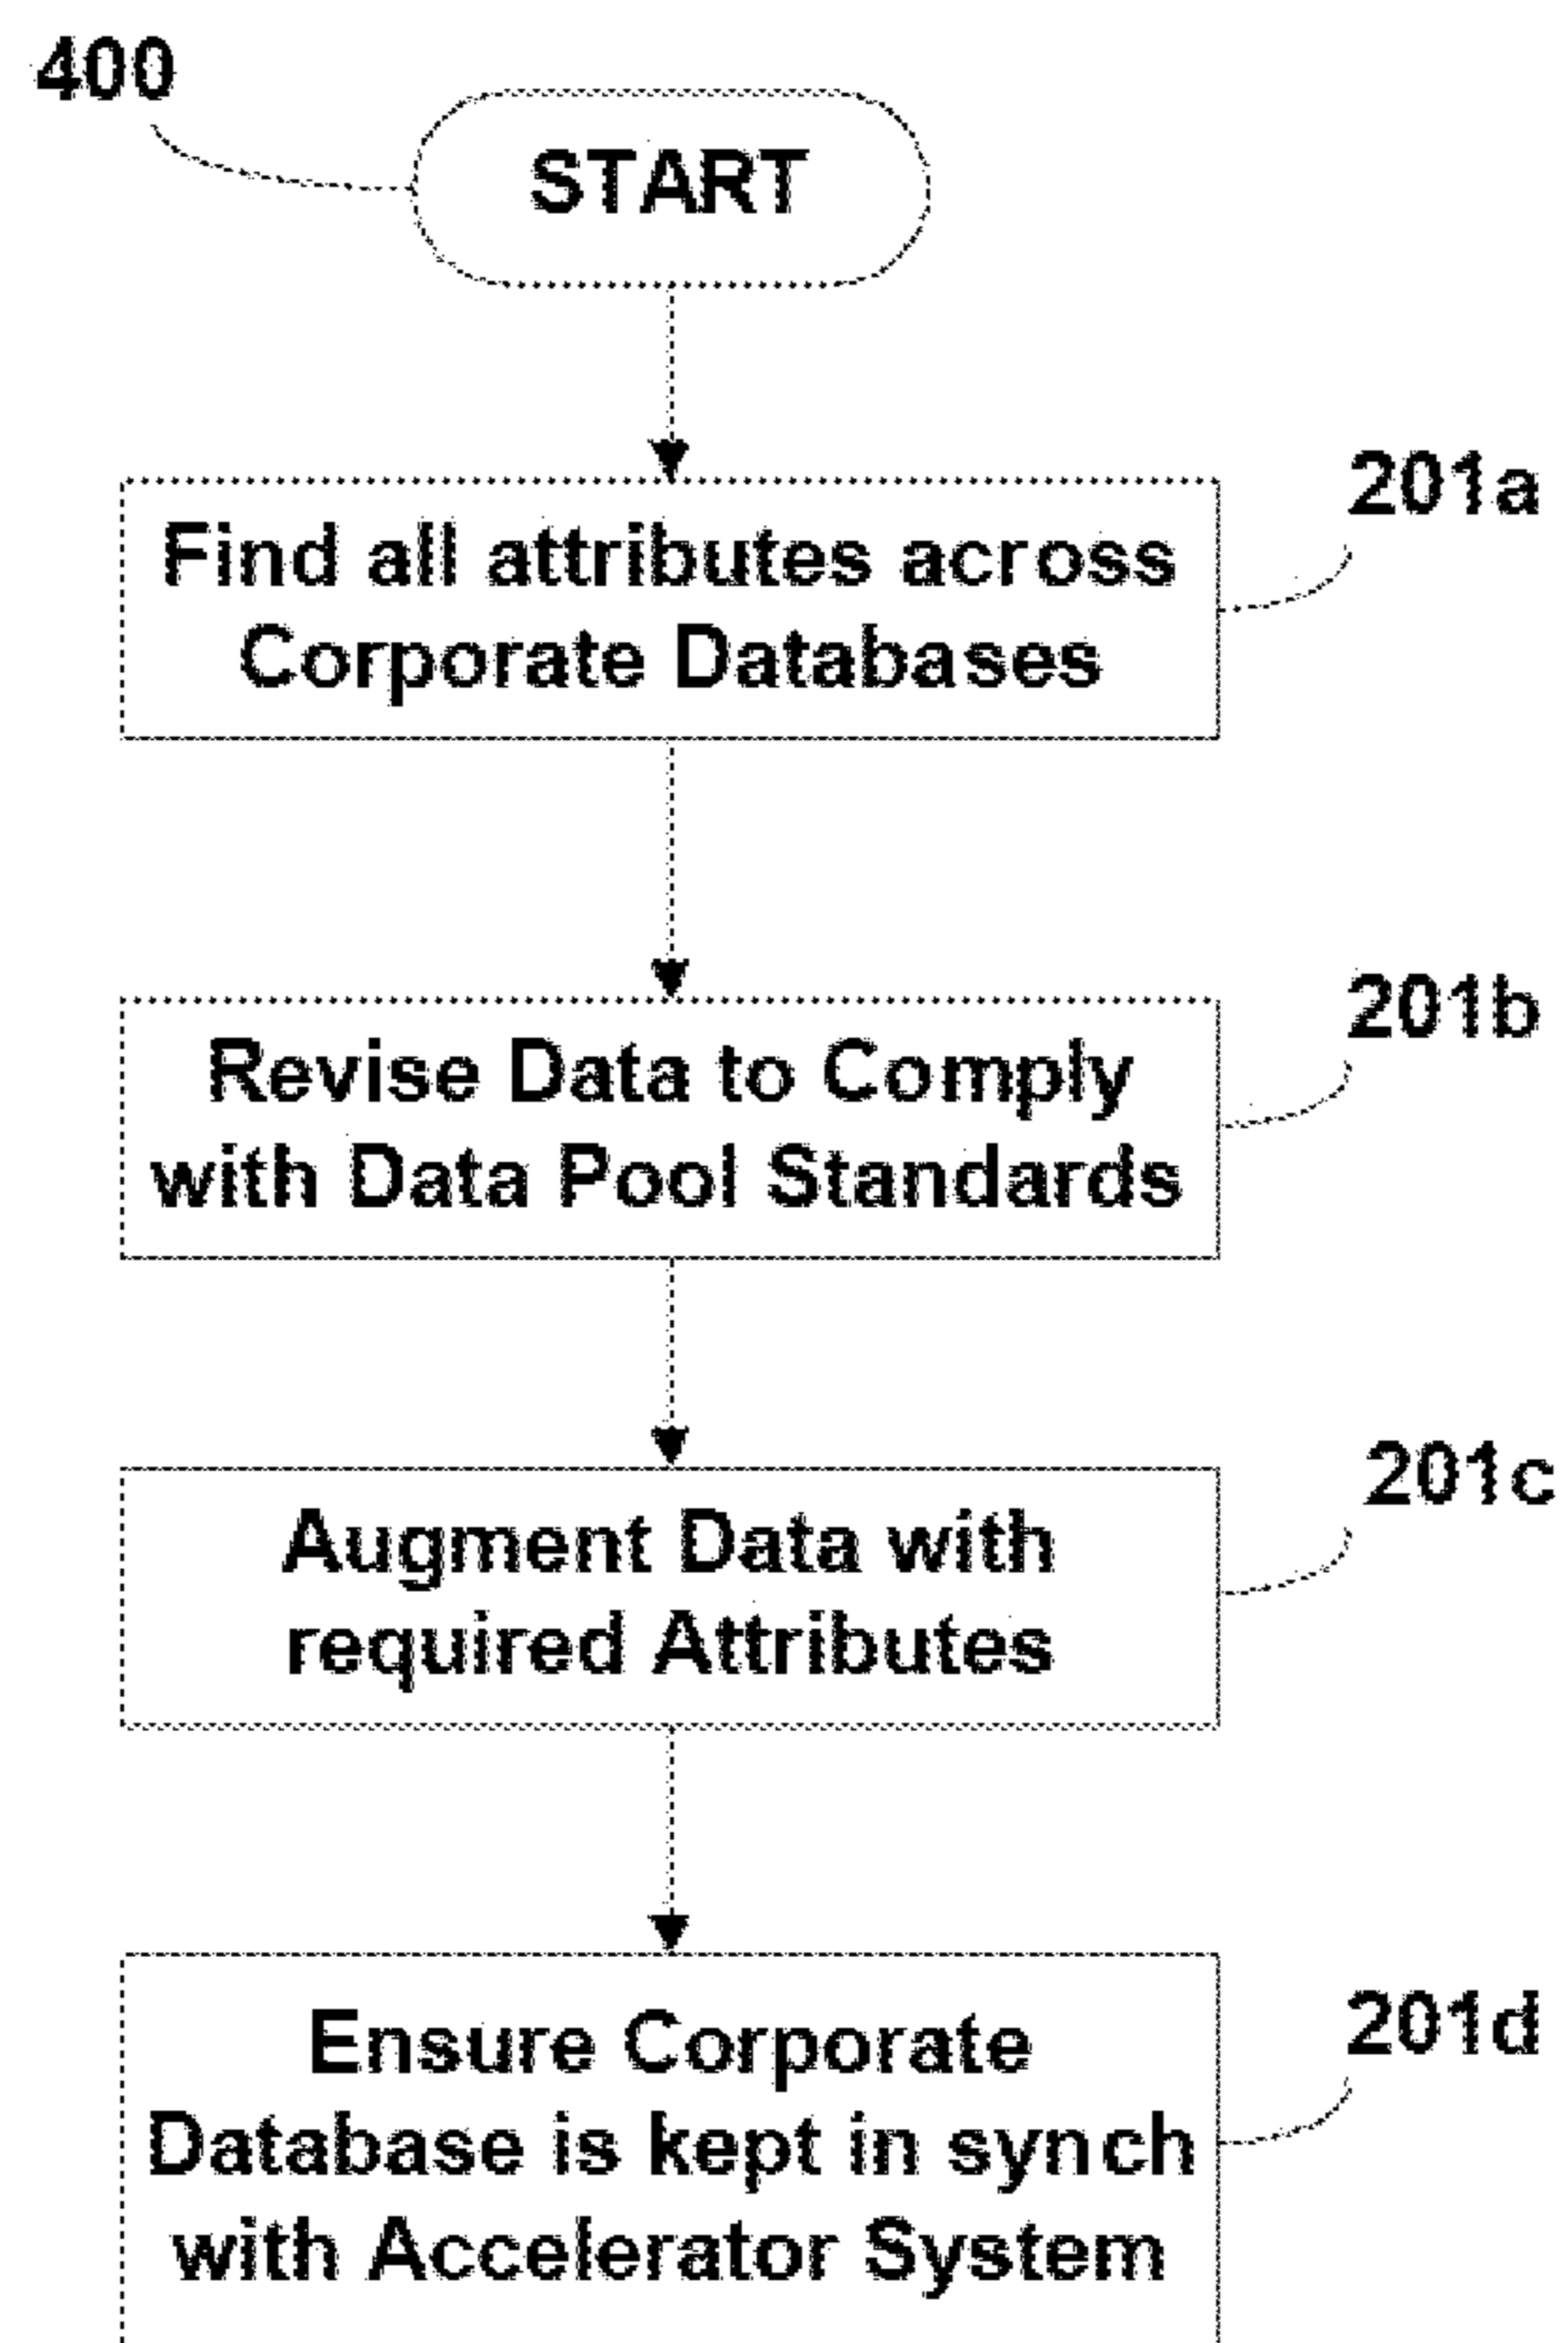 400
START
201a
Find all attributes across
Corporate Databases
201b
Revise Data to Comply
with Data Pool Standards
201c
Augment Data with
required Attributes
201d
Ensure Corporate
Database is kept in synch
with Accelerator System